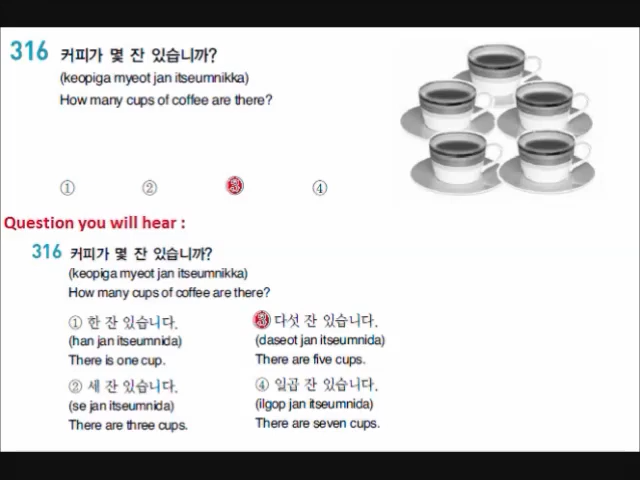 316 커피가 몇 잔 있습니까?
(keopiga myeot jan itseumnikka)
How many cups of coffee are there?
① ② ③ ④
Question you will hear :
316 커피가 몇 잔 있습니까?
(keopiga myeot jan itseumnikka)
How many cups of coffee are there?
① 한 잔 있습니다.
(han jan itseumnida)
There is one cup.
② 세 잔 있습니다.
(se jan itseumnida)
There are three cups.
③ 다섯 잔 있습니다.
(daseot jan itseumnida)
There are five cups.
④ 일곱 잔 있습니다.
(ilgop jan itseumnida)
There are seven cups.